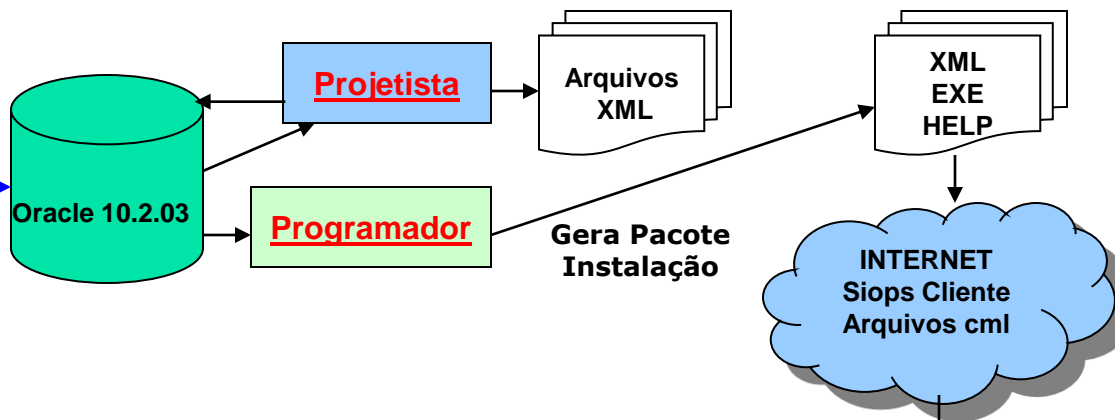 Projetista
Arquivos
XML
XML
EXE
HELP
Oracle 10.2.03
Programador
Gera Pacote
Instalação
INTERNET
Siops Cliente
Arquivos cml